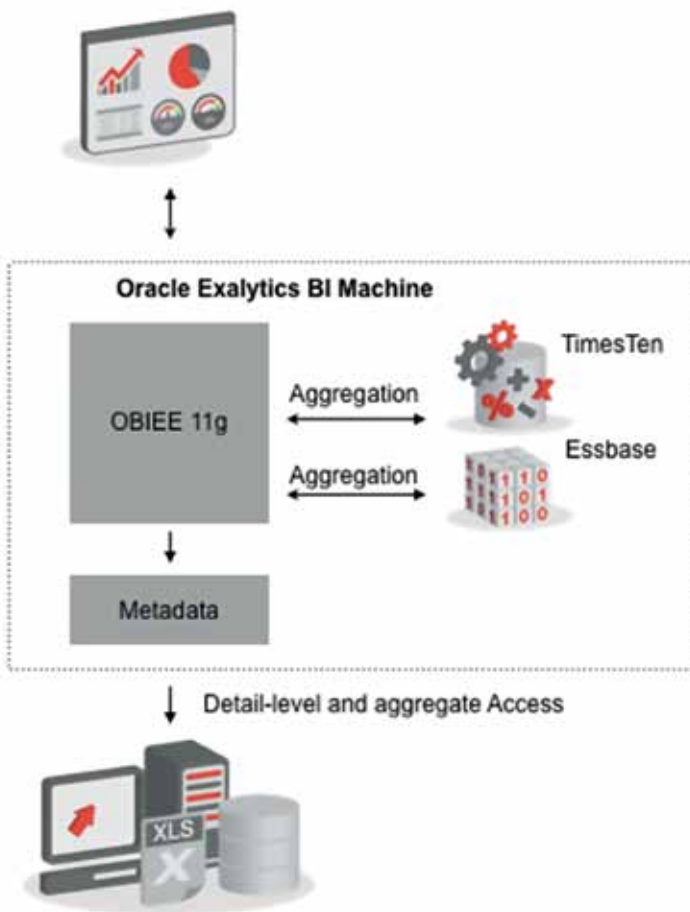 Oracle Exalytics BI Machine
TimesTen
Aggregation
OBIEE 11g
Essbase
Aggregation
Metadata
Detail-level and aggregate Access
XLS
X